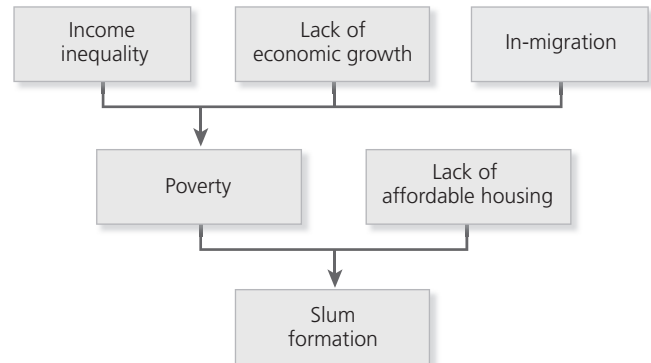 Income
inequality
Lack of
economic growth
In-migration
Poverty
Lack of
affordable housing
Slum
formation